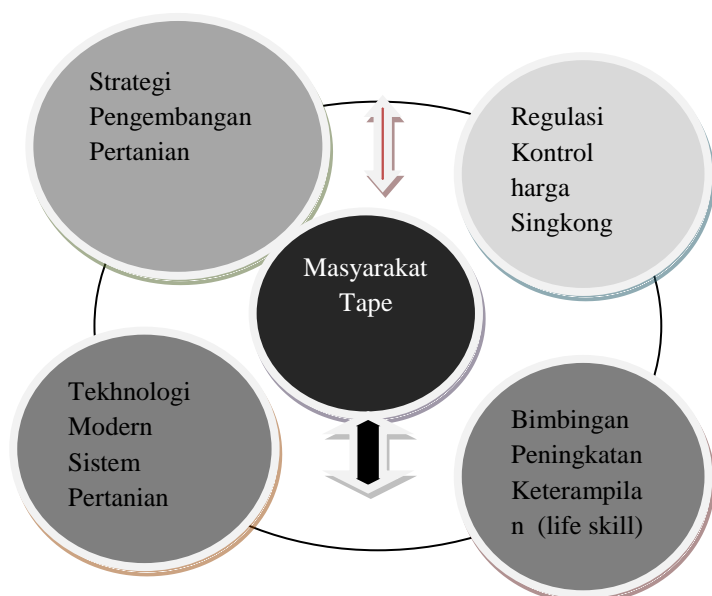 Strategi
Pengembangan
Pertanian
Regulasi
Kontrol
harga
Singkong
Masyarakat
Tape
Tekhnologi
Modern
Sistem
Pertanian
Bimbingan
Peningkatan
Keterampila
n (life skill)